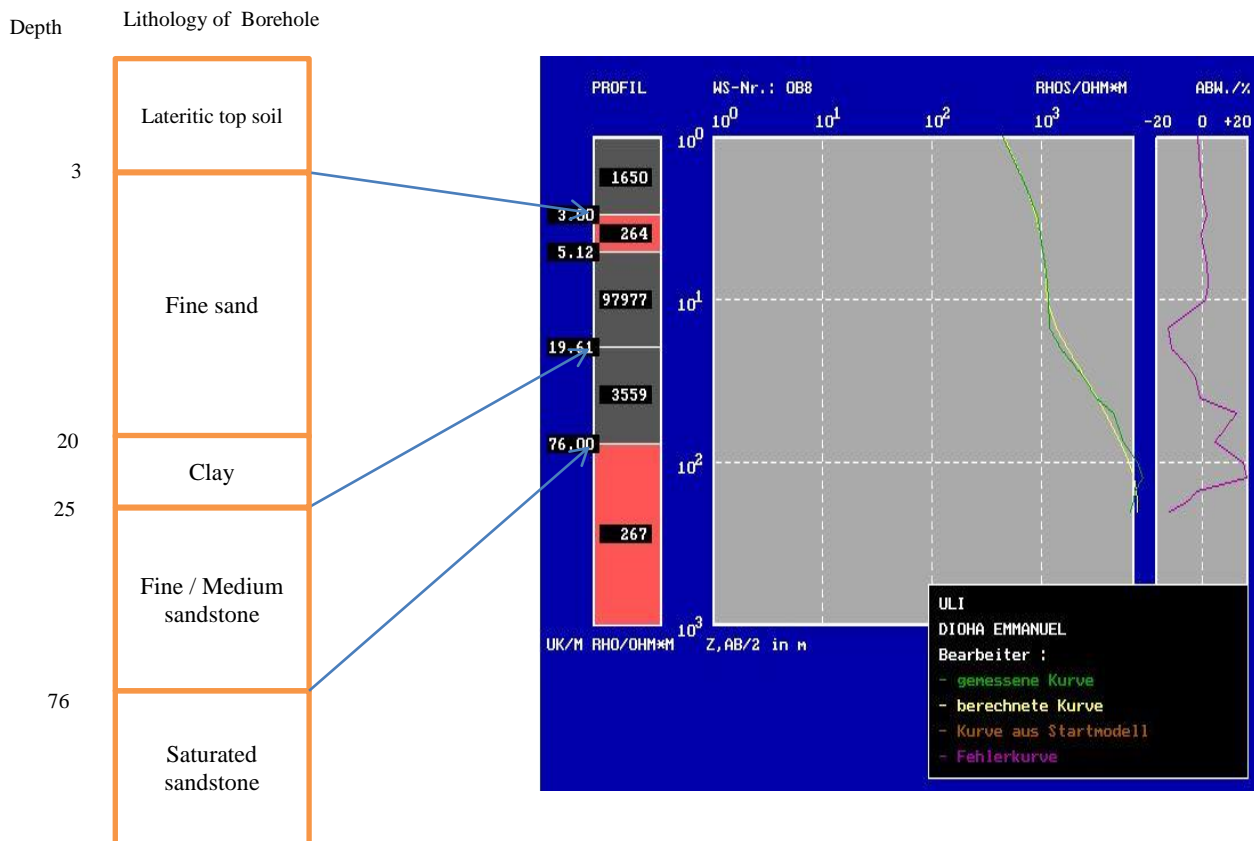 Depth
Lithology of Borehole
Lateritic top soil
3
Fine sand
20
Clay
25
Fine / Medium
sandstone
76
Saturated
sandstone
PROFIL
WS-Nr.: OB8
RHOS/OHM*M
ABW./%
10^0
10^1
10^2
10^3
-20 0 +20
10^0
1650
264
5.12
97977
10^1
19.61
3559
76.00
10^2
267
10^3
UK/M RHO/OHM*M
Z,AB/2 in m
ULI
DIOHA EMMANUEL
Bearbeiter :
- gemessene Kurve
- berechnete Kurve
- Kurve aus Startmodell
- Fehlerkurve